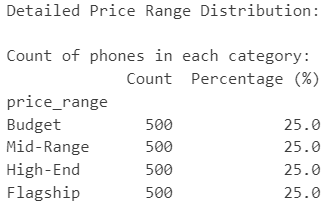 Detailed Price Range Distribution:
Count of phones in each category:
Count Percentage (%)
price_range
Budget 500 25.0
Mid-Range 500 25.0
High-End 500 25.0
Flagship 500 25.0